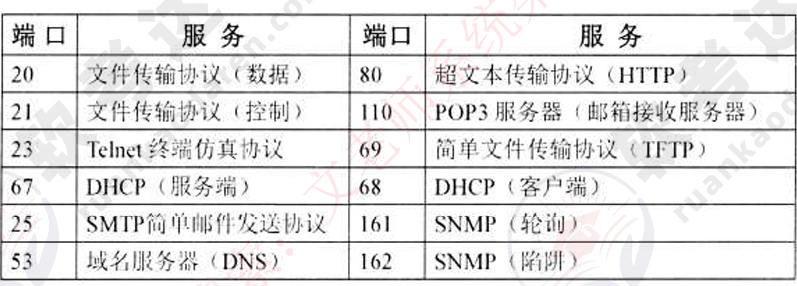 端口 服务 端口 服务
20 文件传输协议（数据） 80 超文本传输协议（HTTP）
21 文件传输协议（控制） 110 POP3 服务器（邮箱接收服务器）
23 Telnet 终端仿真协议 69 简单文件传输协议（TFTP）
67 DHCP（服务端） 68 DHCP（客户端）
25 SMTP简单邮件发送协议 161 SNMP（轮询）
53 域名服务器（DNS） 162 SNMP（陷阱）